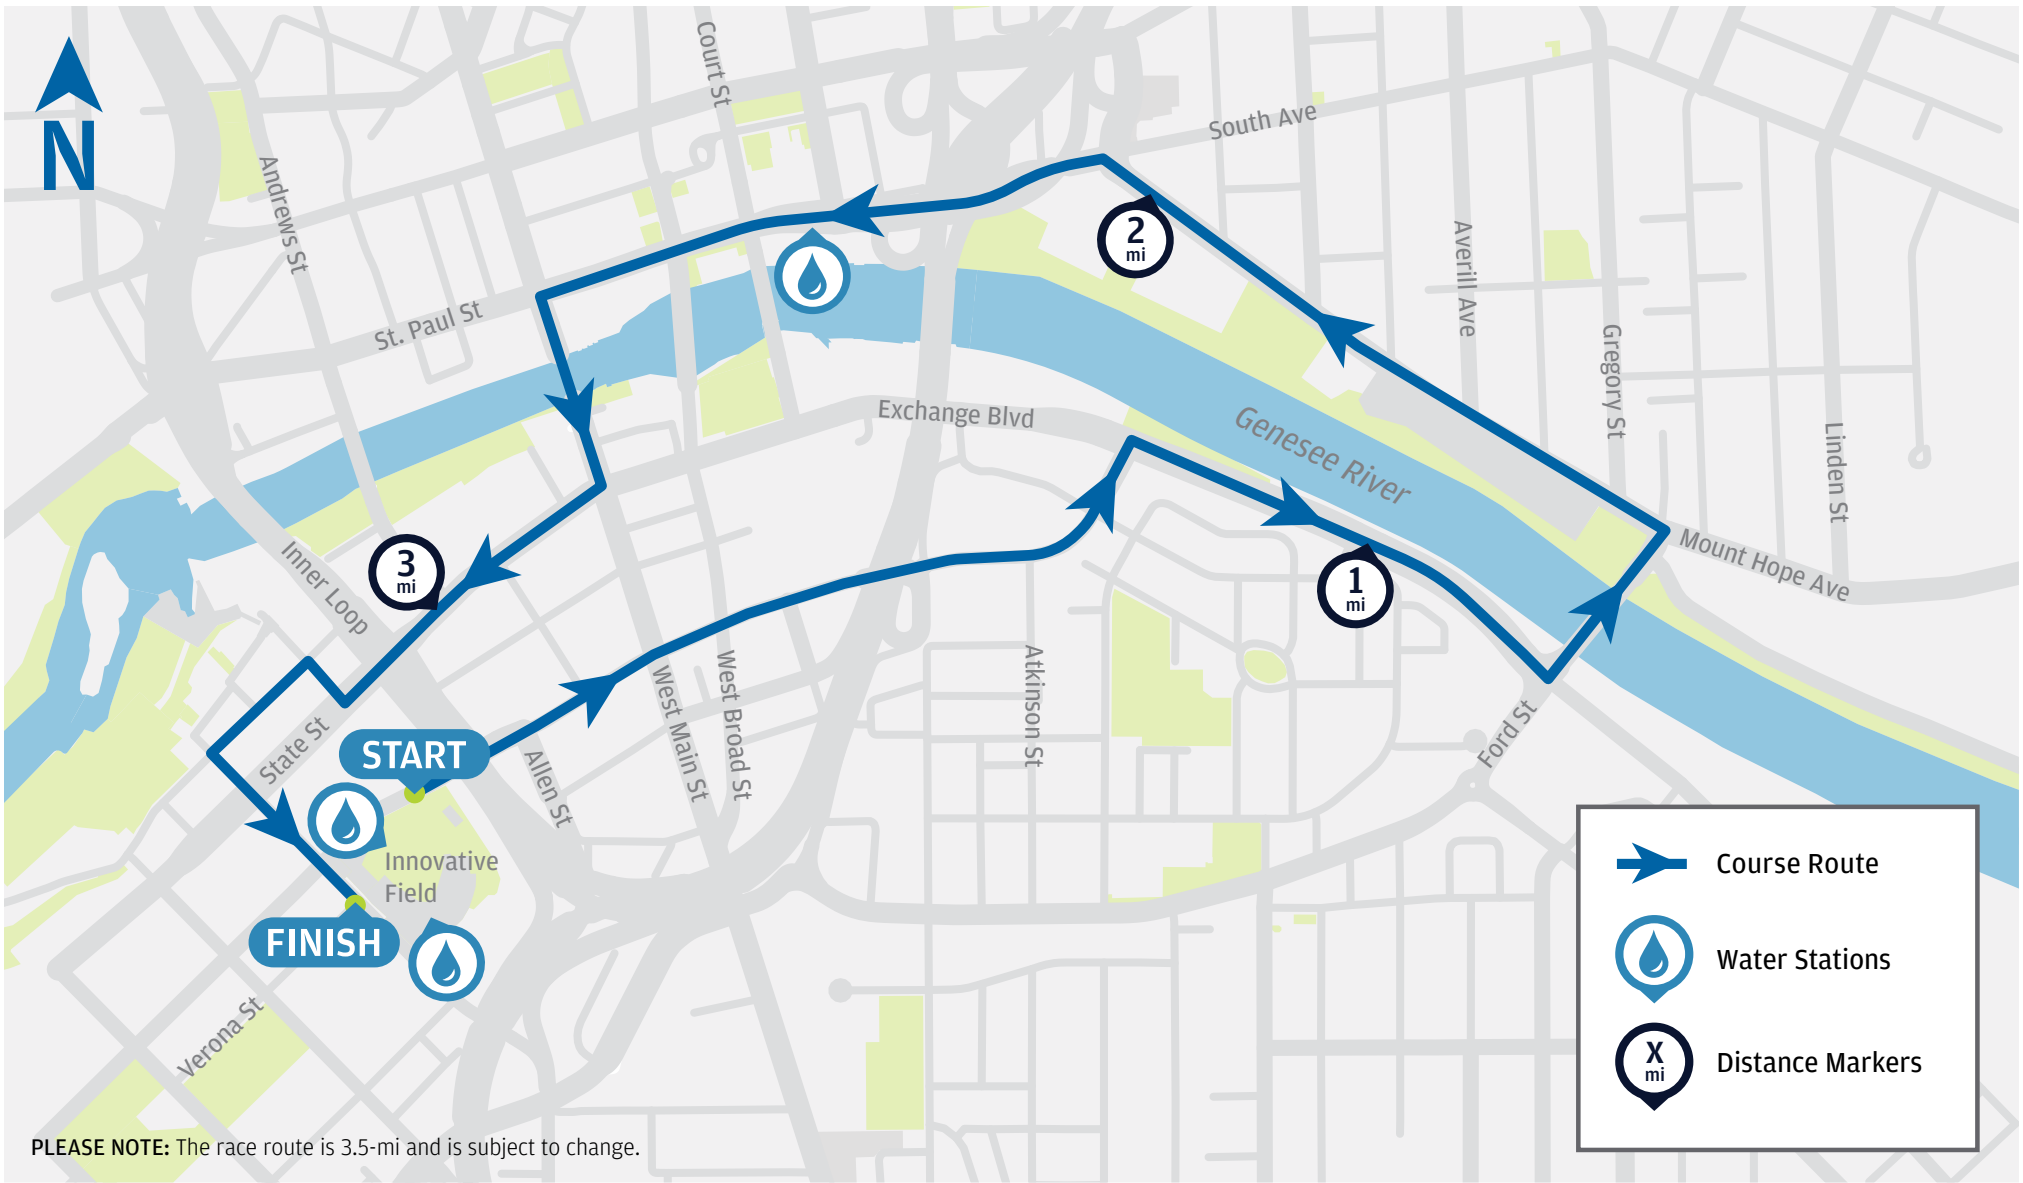 N
Court St
South Ave
Andrews St
2
mi
Averill Ave
St. Paul St
Gregory St
Exchange Blvd
Genesee River
Linden St
3
mi
Inner Loop
1
mi
Mount Hope Ave
West Main St
West Broad St
Atkinson St
State St
START
Allen St
Ford St
Innovative
Field
FINISH
Verona St
Course Route
Water Stations
X
mi
Distance Markers
PLEASE NOTE: The race route is 3.5-mi and is subject to change.